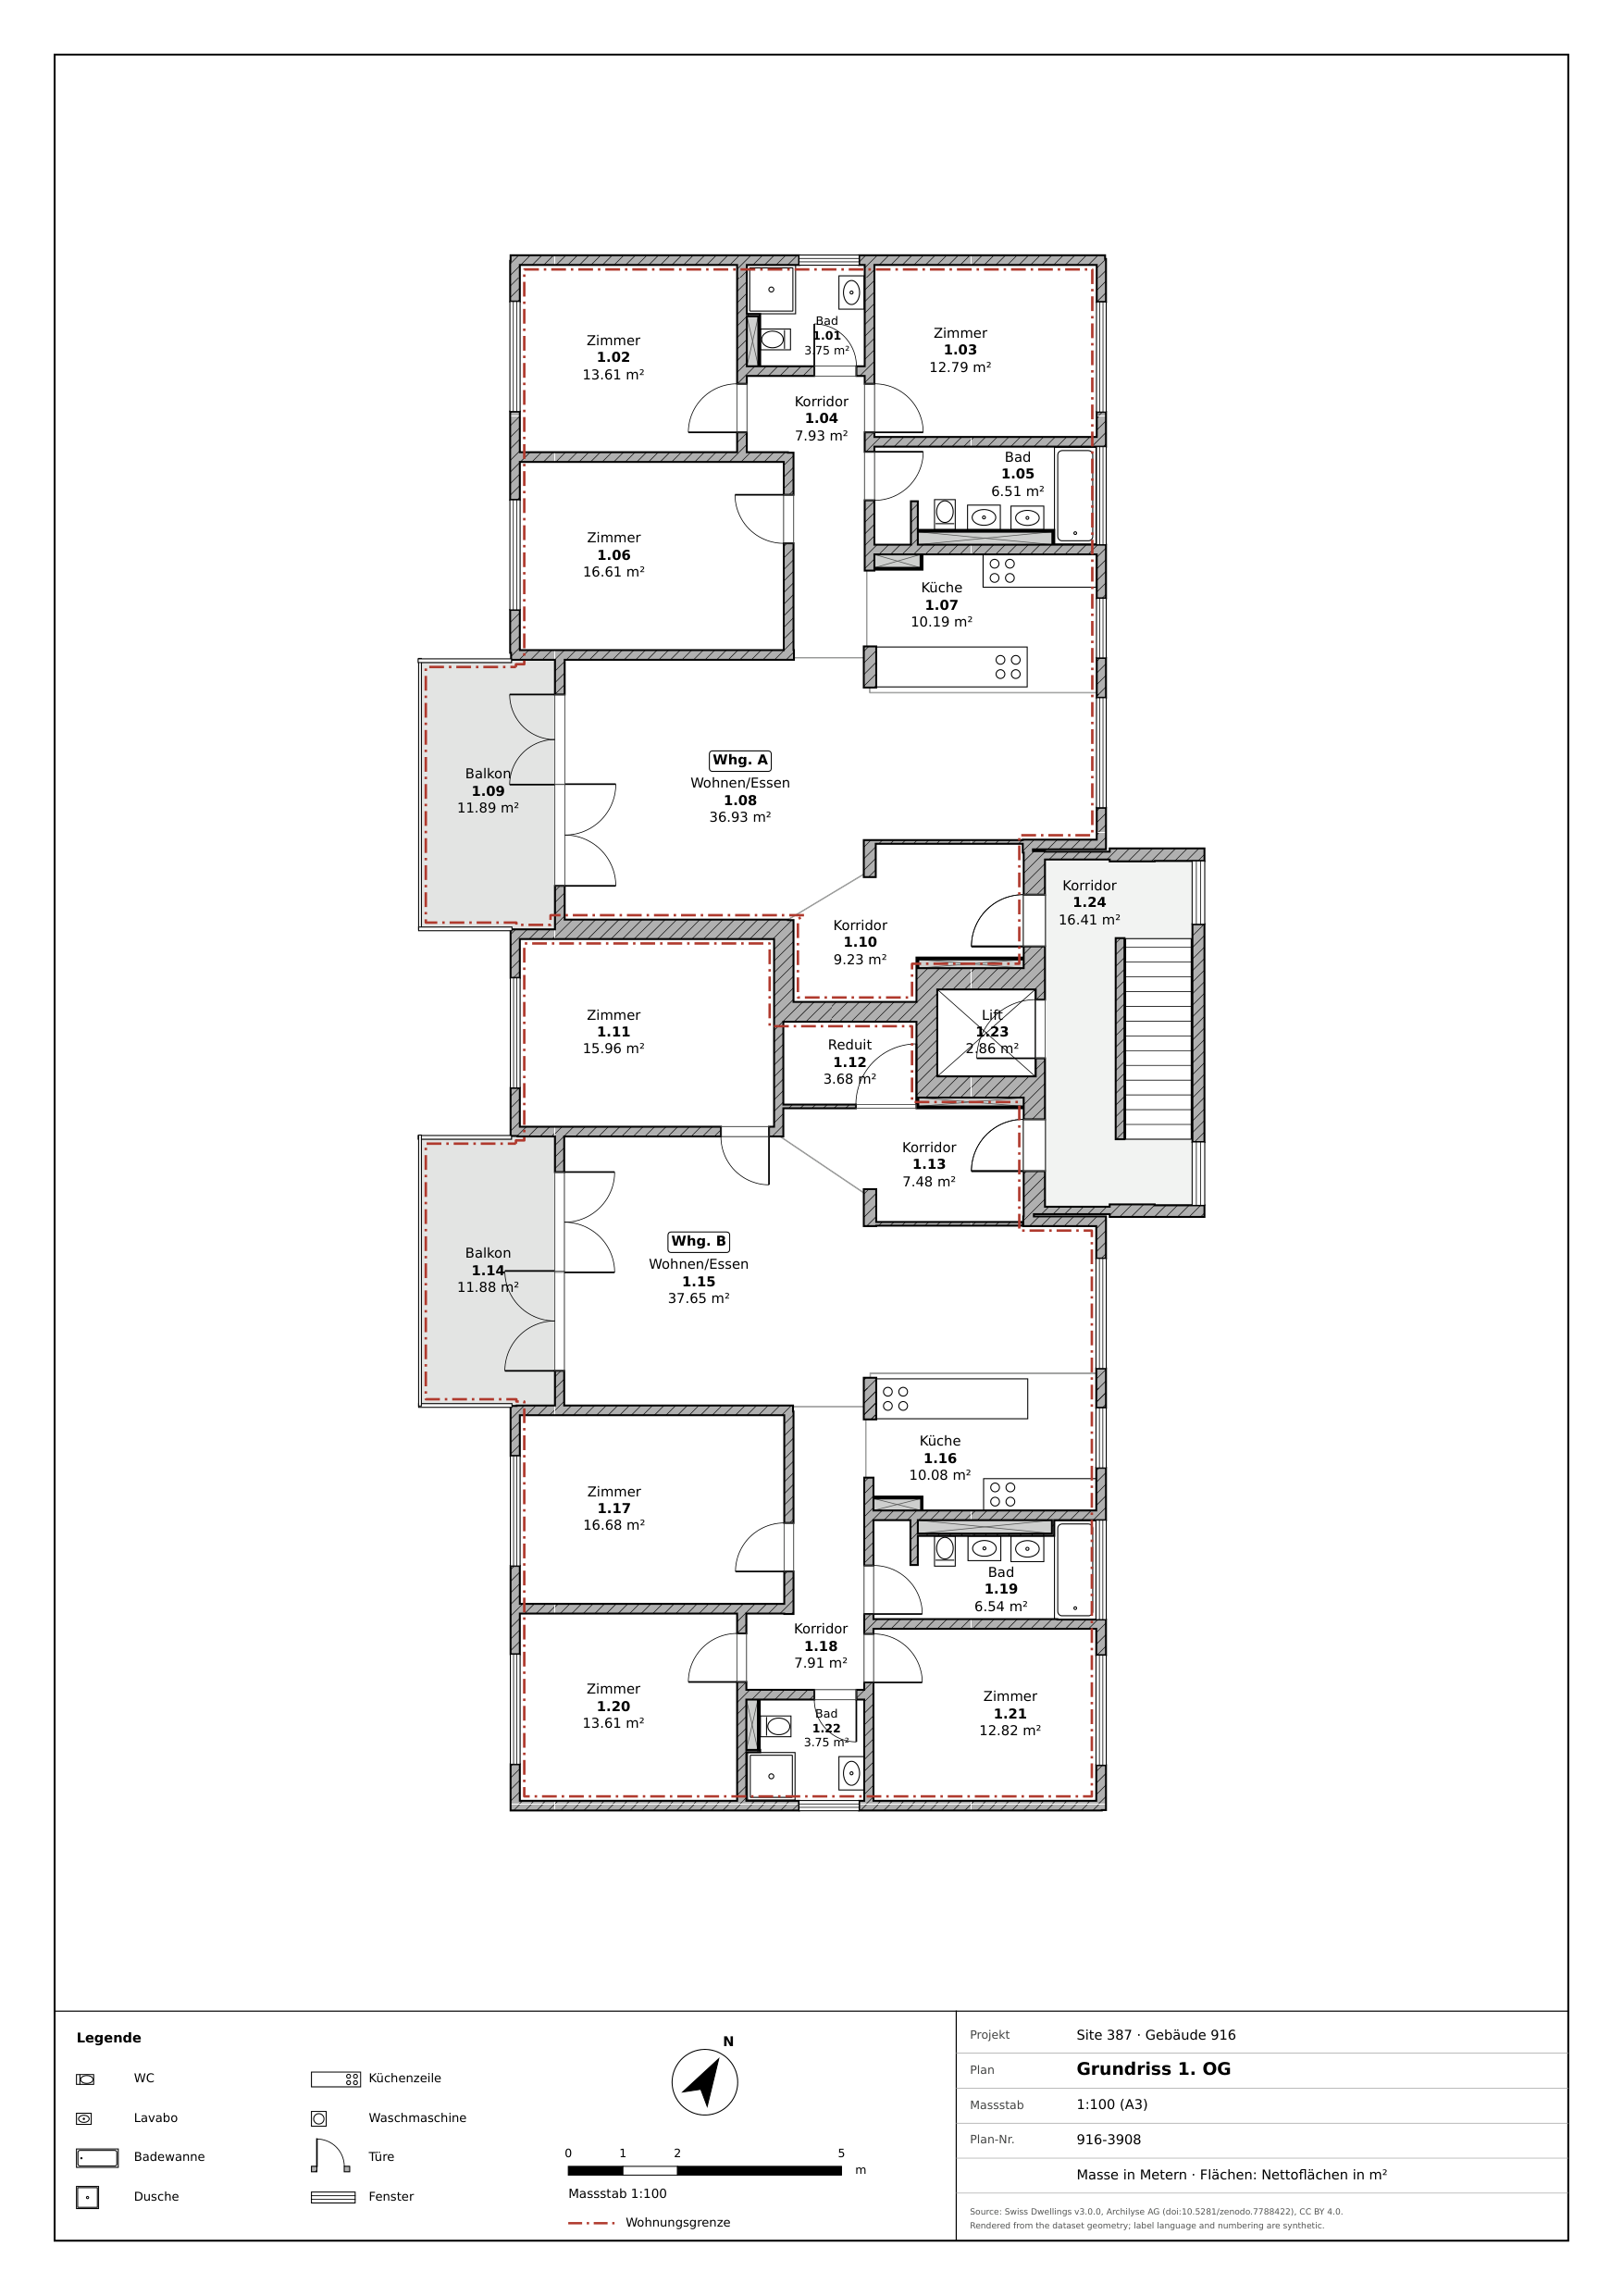 Bad
1.01
3.75 m²
Zimmer
1.02
13.61 m²
Zimmer
1.03
12.79 m²
Korridor
1.04
7.93 m²
Bad
1.05
6.51 m²
Zimmer
1.06
16.61 m²
Küche
1.07
10.19 m²
Whg. A
Wohnen/Essen
1.08
36.93 m²
Balkon
1.09
11.89 m²
Korridor
1.24
16.41 m²
Korridor
1.10
9.23 m²
Zimmer
1.11
15.96 m²
Lift
1.23
2.86 m²
Reduit
1.12
3.68 m²
Korridor
1.13
7.48 m²
Balkon
1.14
11.88 m²
Whg. B
Wohnen/Essen
1.15
37.65 m²
Küche
1.16
10.08 m²
Zimmer
1.17
16.68 m²
Bad
1.19
6.54 m²
Korridor
1.18
7.91 m²
Zimmer
1.20
13.61 m²
Zimmer
1.21
12.82 m²
Bad
1.22
3.75 m²
Legende
WC
Lavabo
Badewanne
Dusche
Küchenzeile
Waschmaschine
Türe
Fenster
N
0 1 2 5
m
Massstab 1:100
Wohnungsgrenze
Projekt Site 387 · Gebäude 916
Plan Grundriss 1. OG
Massstab 1:100 (A3)
Plan-Nr. 916-3908
Masse in Metern · Flächen: Nettoflächen in m²
Source: Swiss Dwellings v3.0.0, Archilyse AG (doi:10.5281/zenodo.7788422), CC BY 4.0.
Rendered from the dataset geometry; label language and numbering are synthetic.